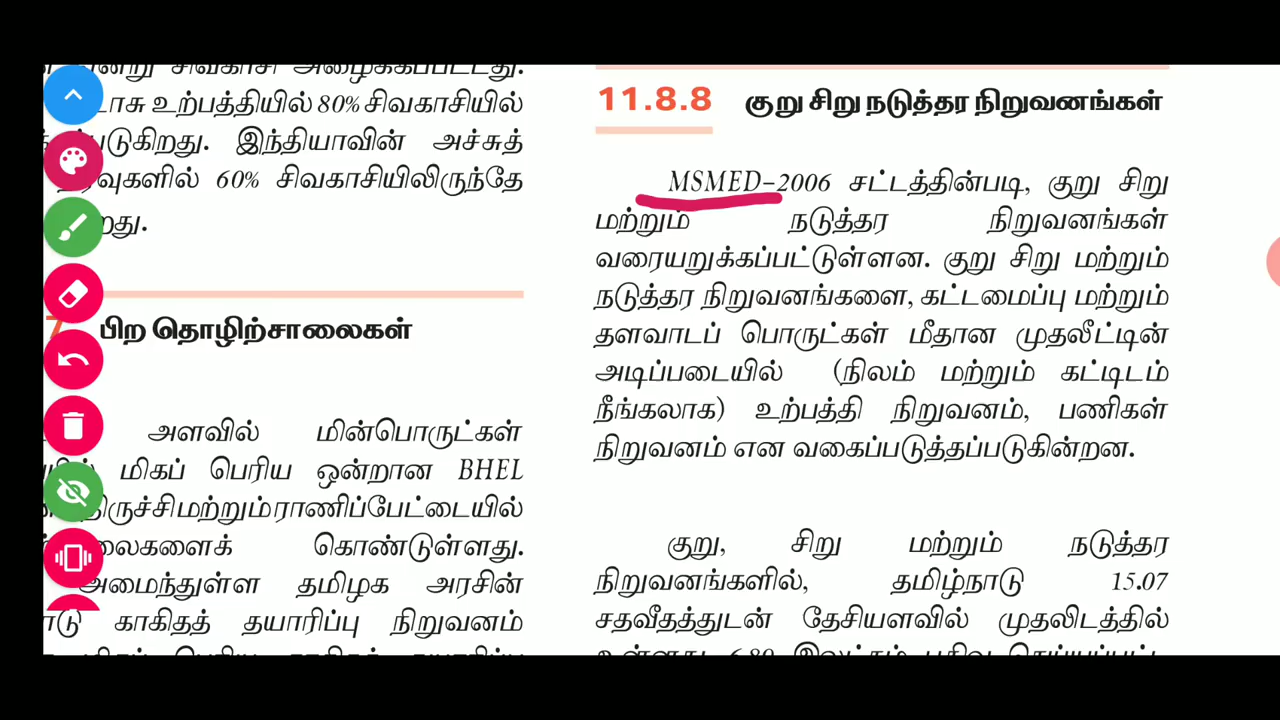 சிவகாசி அழைக்கப்பட்டது.
உற்பத்தியில் 80% சிவகாசியில்
இந்தியாவின் அச்சுத்
60% சிவகாசியிலிருந்தே
பிற தொழிற்சாலைகள்
அளவில் மின்பொருட்கள்
மிகப் பெரிய ஒன்றான BHEL
திருச்சி மற்றும் ராணிப்பேட்டையில்
கொண்டுள்ளது.
அமைந்துள்ள தமிழக அரசின்
காகிதத் தயாரிப்பு நிறுவனம்
11.8.8 குறு சிறு நடுத்தர நிறுவனங்கள்
MSMED-2006 சட்டத்தின்படி, குறு சிறு
மற்றும் நடுத்தர நிறுவனங்கள்
வரையறுக்கப்பட்டுள்ளன. குறு சிறு மற்றும்
நடுத்தர நிறுவனங்களை, கட்டமைப்பு மற்றும்
தளவாடப் பொருட்கள் மீதான முதலீட்டின்
அடிப்படையில் (நிலம் மற்றும் கட்டிடம்
நீங்கலாக) உற்பத்தி நிறுவனம், பணிகள்
நிறுவனம் என வகைப்படுத்தப்படுகின்றன.
குறு, சிறு மற்றும் நடுத்தர
நிறுவனங்களில், தமிழ்நாடு 15.07
சதவீதத்துடன் தேசியளவில் முதலிடத்தில்